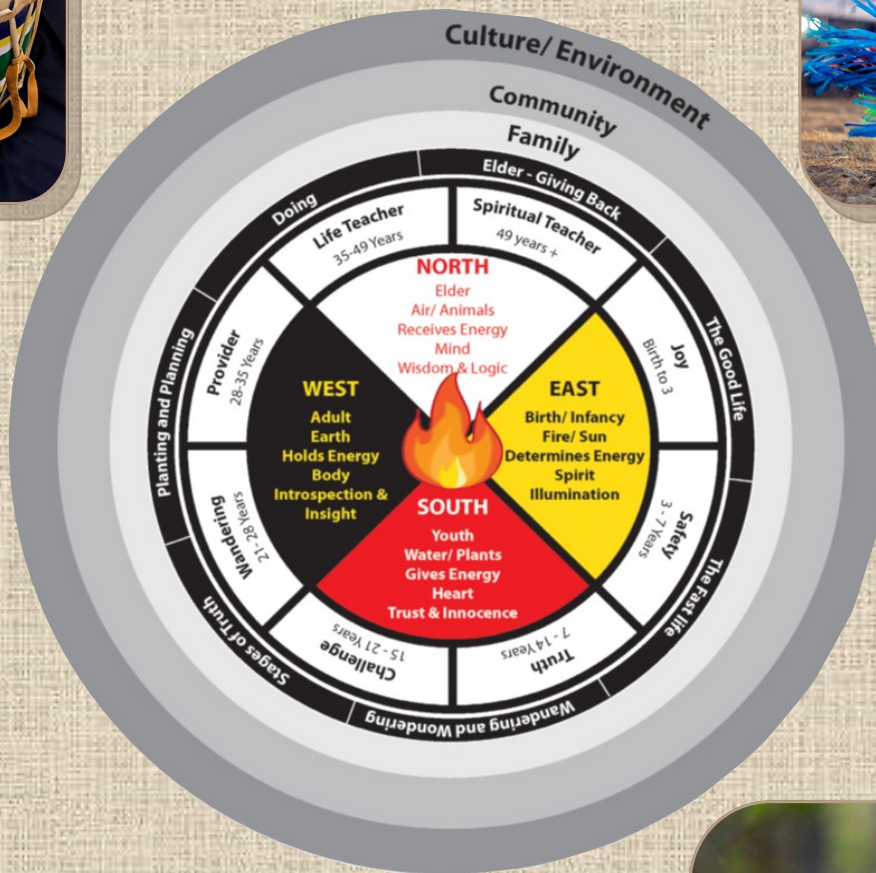 Culture/ Environment
Community
Family
Elder - Giving Back
The Good Life
The Fast life
Wandering and Wondering
Stages of Truth
Planting and Planning
Doing
Spiritual Teacher
49 years +
Joy
Birth to 3
Safety
3 - 7 Years
Truth
7 - 14 Years
Challenge
15 - 21 Years
Wandering
21- 28 Years
Provider
28-35 Years
Life Teacher
35-49 Years
NORTH
Elder
Air/ Animals
Receives Energy
Mind
Wisdom & Logic
EAST
Birth/ Infancy
Fire/ Sun
Determines Energy
Spirit
Illumination
SOUTH
Youth
Water/ Plants
Gives Energy
Heart
Trust & Innocence
WEST
Adult
Earth
Holds Energy
Body
Introspection &
Insight